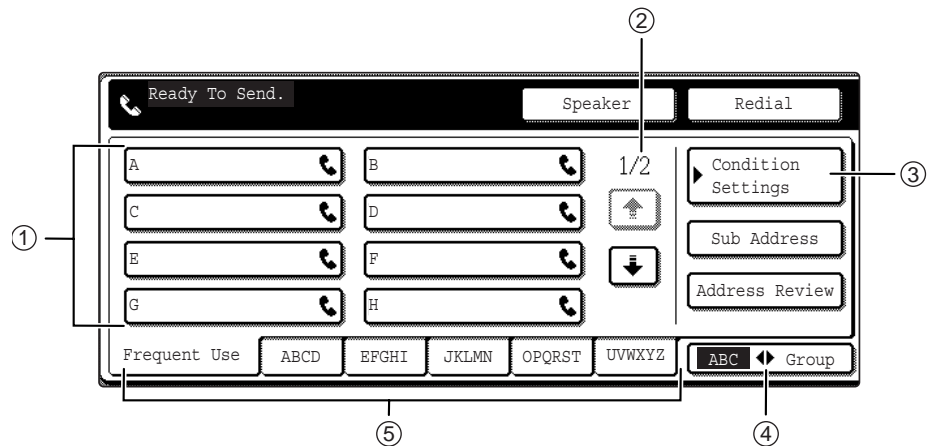 ②
Ready To Send.
Speaker
Redial
A
B
1/2
Condition
Settings
③
C
D
①
Sub Address
E
F
Address Review
G
H
Frequent Use
ABCD
EFGHI
JKLMN
OPQRST
UVWXYZ
ABC
Group
⑤
④